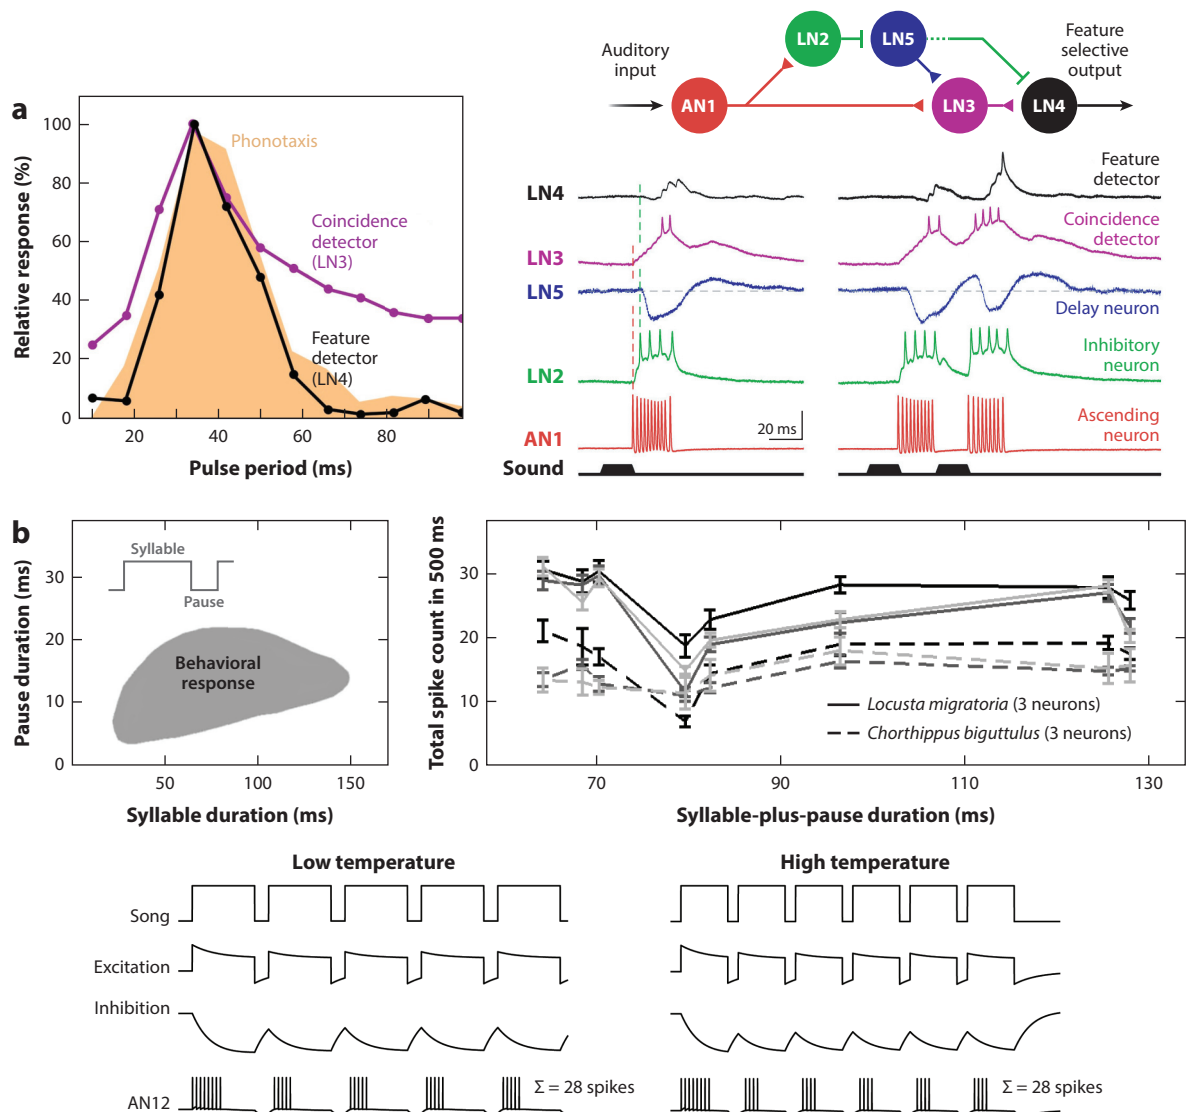 a
Relative response (%)
100
80
60
40
20
0
20
40
60
80
Pulse period (ms)
Phonotaxis
Coincidence
detector
(LN3)
Feature
detector
(LN4)
Auditory
input
AN1
LN2
LN5
LN3
LN4
Feature
selective
output
LN4
LN3
LN5
LN2
AN1
Sound
20 ms
Feature
detector
Coincidence
detector
Delay neuron
Inhibitory
neuron
Ascending
neuron
b
Pause duration (ms)
30
20
10
0
50
100
150
Syllable duration (ms)
Syllable
Pause
Behavioral
response
Total spike count in 500 ms
30
20
10
0
70
90
110
130
Syllable-plus-pause duration (ms)
Locusta migratoria (3 neurons)
Chorthippus biguttulus (3 neurons)
Low temperature
High temperature
Song
Excitation
Inhibition
AN12
Σ = 28 spikes
Σ = 28 spikes